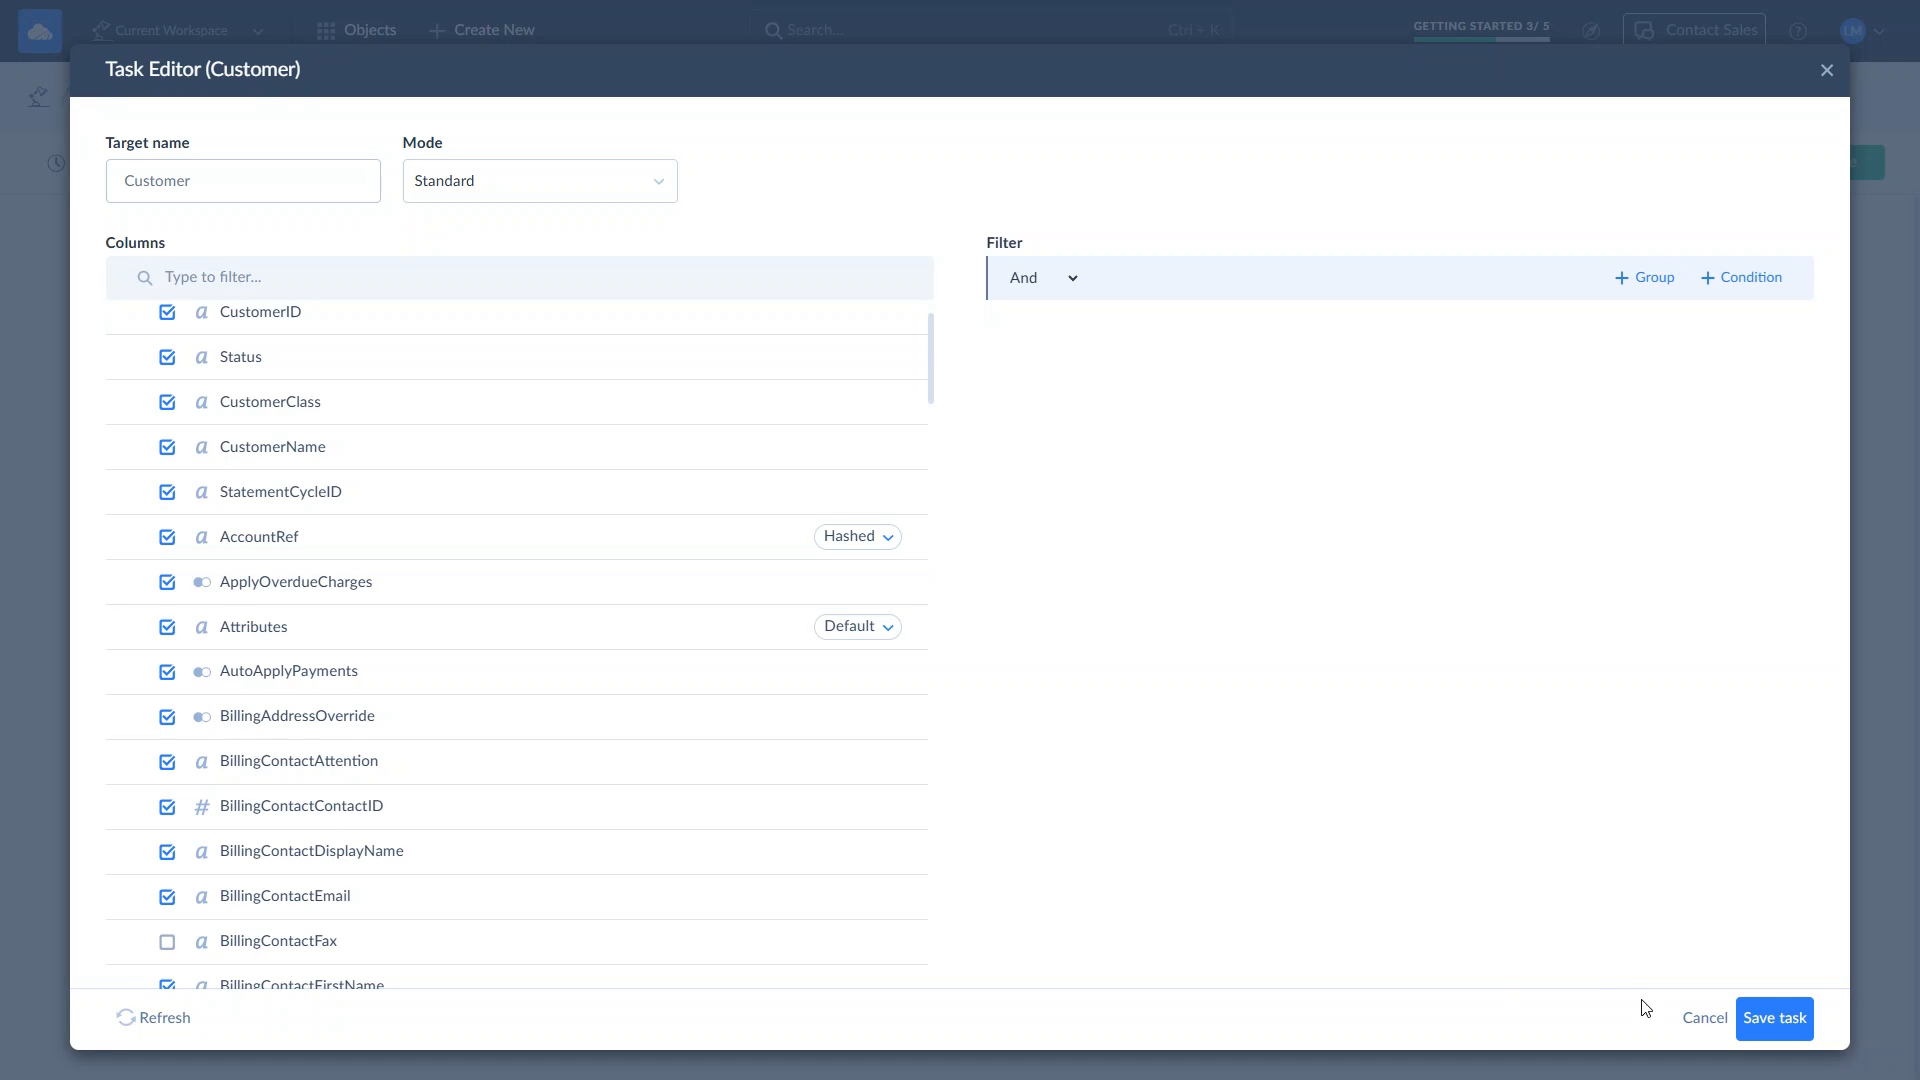 Current Workspace
Objects
Create New
Search...
Ctrl + K
GETTING STARTED 3/ 5
Contact Sales
?
LM
Task Editor (Customer)
Target name
Mode
Customer
Standard
Columns
Filter
Type to filter...
And
+ Group
+ Condition
a CustomerID
a Status
a CustomerClass
a CustomerName
a StatementCycleID
a AccountRef
Hashed
ApplyOverdueCharges
a Attributes
Default
AutoApplyPayments
BillingAddressOverride
a BillingContactAttention
# BillingContactContactID
a BillingContactDisplayName
a BillingContactEmail
a BillingContactFax
a BillingContactFirstName
Refresh
Cancel
Save task